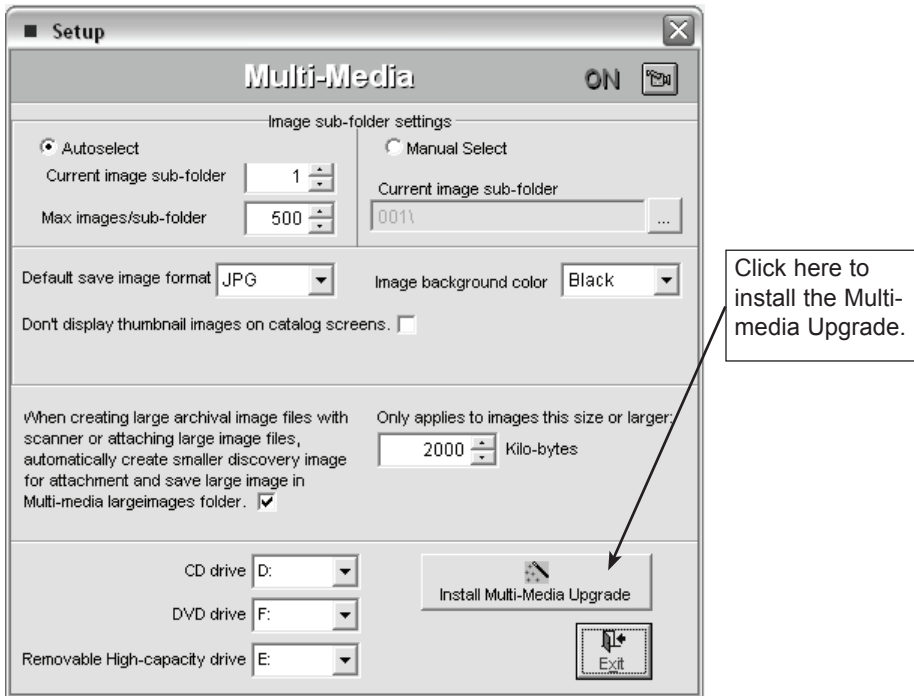 Setup
Multi-Media
ON
Image sub-folder settings
Autoselect
Current image sub-folder 1
Max images/sub-folder 500
Manual Select
Current image sub-folder
001\
...
Default save image format JPG
Image background color Black
Don't display thumbnail images on catalog screens.
When creating large archival image files with
scanner or attaching large image files,
automatically create smaller discovery image
for attachment and save large image in
Multi-media largeimages folder.
Only applies to images this size or larger:
2000 Kilo-bytes
CD drive D:
DVD drive F:
Removable High-capacity drive E:
Install Multi-Media Upgrade
Exit
Click here to
install the Multi-
media Upgrade.